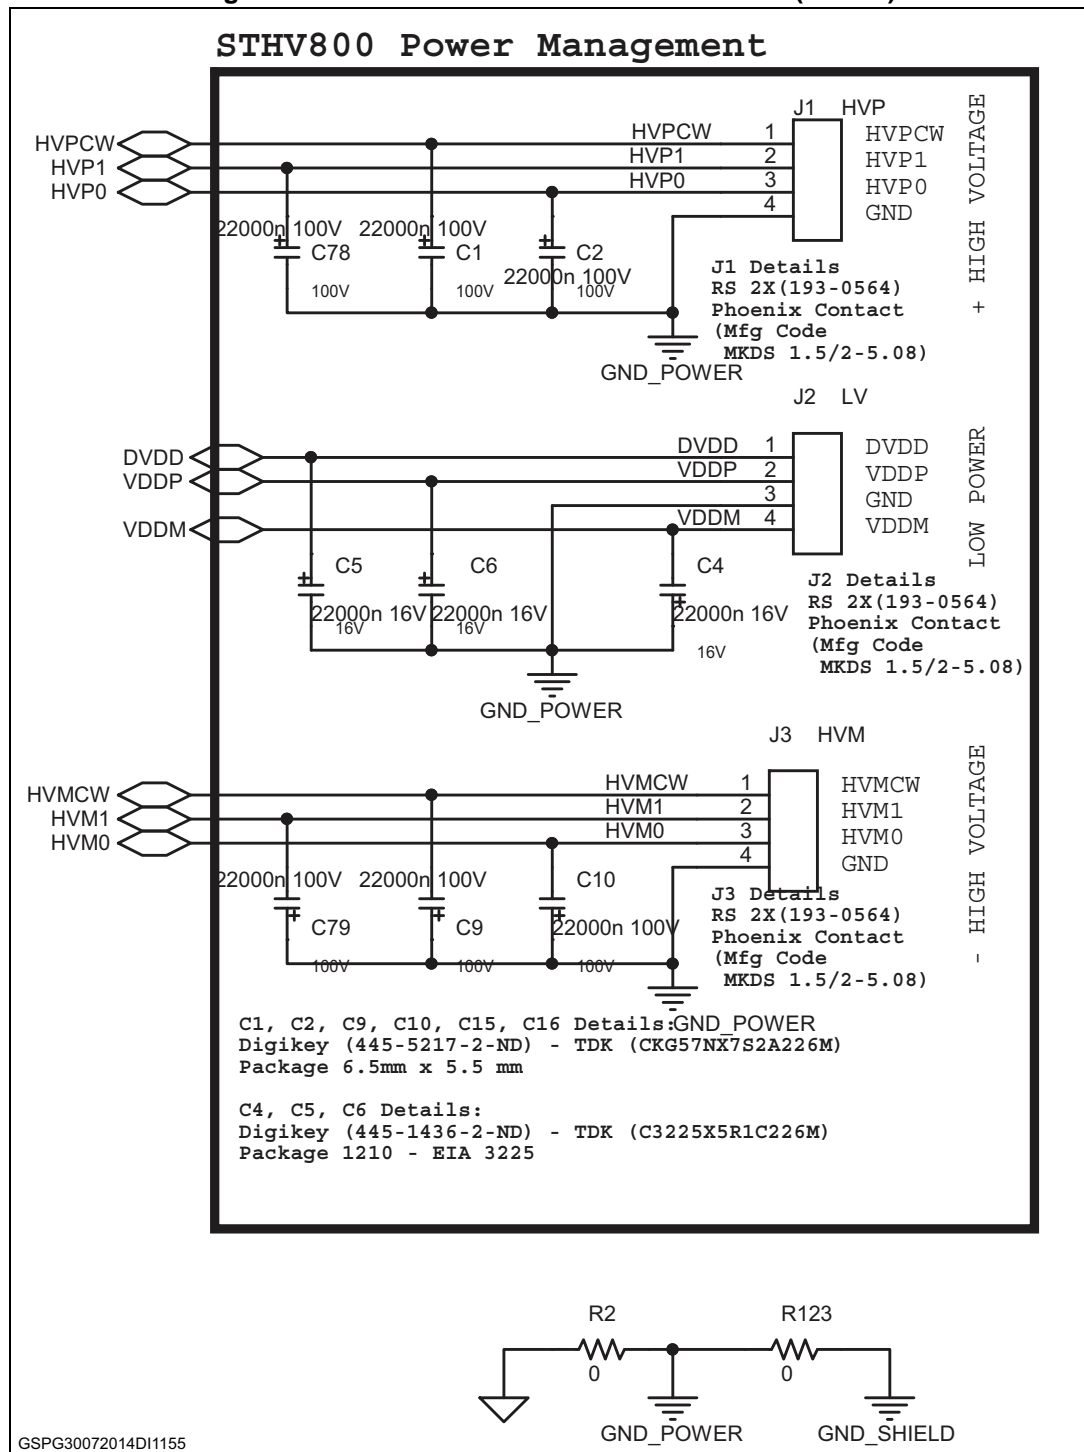 STHV800 Power Management
J1 HVP
HVPCW HVPCW 1 HVPCW
HVP1 HVP1 2 HVP1
HVP0 HVP0 3 HVP0
4 GND
+ HIGH VOLTAGE
22000n 100V 22000n 100V
C78 C1 C2
22000n 100V
100V 100V 100V
J1 Details
RS 2X(193-0564)
Phoenix Contact
(Mfg Code
MKDS 1.5/2-5.08)
GND_POWER
J2 LV
DVDD DVDD 1 DVDD
VDDP VDDP 2 VDDP
3 GND
VDDM VDDM 4 VDDM
LOW POWER
C5 C6 C4
22000n 16V 22000n 16V 22000n 16V
16V 16V 16V
J2 Details
RS 2X(193-0564)
Phoenix Contact
(Mfg Code
MKDS 1.5/2-5.08)
GND_POWER
J3 HVM
HVMCW HVMCW 1 HVMCW
HVM1 HVM1 2 HVM1
HVM0 HVM0 3 HVM0
4 GND
- HIGH VOLTAGE
22000n 100V 22000n 100V C10
C79 C9 22000n 100V
100V 100V 100V
J3 Details
RS 2X(193-0564)
Phoenix Contact
(Mfg Code
MKDS 1.5/2-5.08)
GND_POWER
C1, C2, C9, C10, C15, C16 Details:
Digikey (445-5217-2-ND) - TDK (CKG57NX7S2A226M)
Package 6.5mm x 5.5 mm
C4, C5, C6 Details:
Digikey (445-1436-2-ND) - TDK (C3225X5R1C226M)
Package 1210 - EIA 3225
R2 R123
0 0
GND_POWER GND_SHIELD
GSPG30072014DI1155